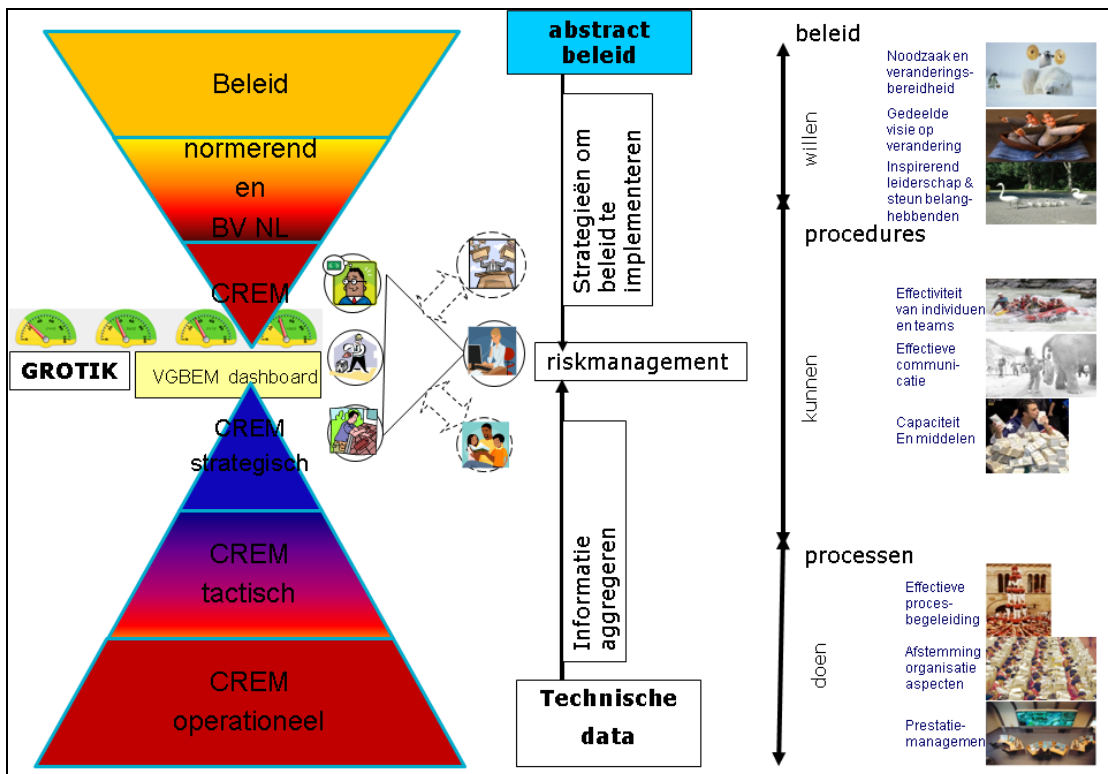 Beleid
normerend
en
BV NL
CREM
GROTIK
VGBEM dashboard
CREM
strategisch
CREM
tactisch
CREM
operationeel
abstract
beleid
Strategieën om
beleid te
implementeren
riskmanagement
Informatie
aggregeren
Technische
data
beleid
willen
procedures
kunnen
processen
doen
Noodzaak en
veranderings-
bereidheid
Gedeelde
visie op
verandering
Inspirerend
leiderschap &
steun belang-
hebbenden
Effectiviteit
van individuen
en teams
Effectieve
communi-
catie
Capaciteit
En middelen
Effectieve
proces-
begeleiding
Afstemming
organisatie
aspecten
Prestatie-
managemen